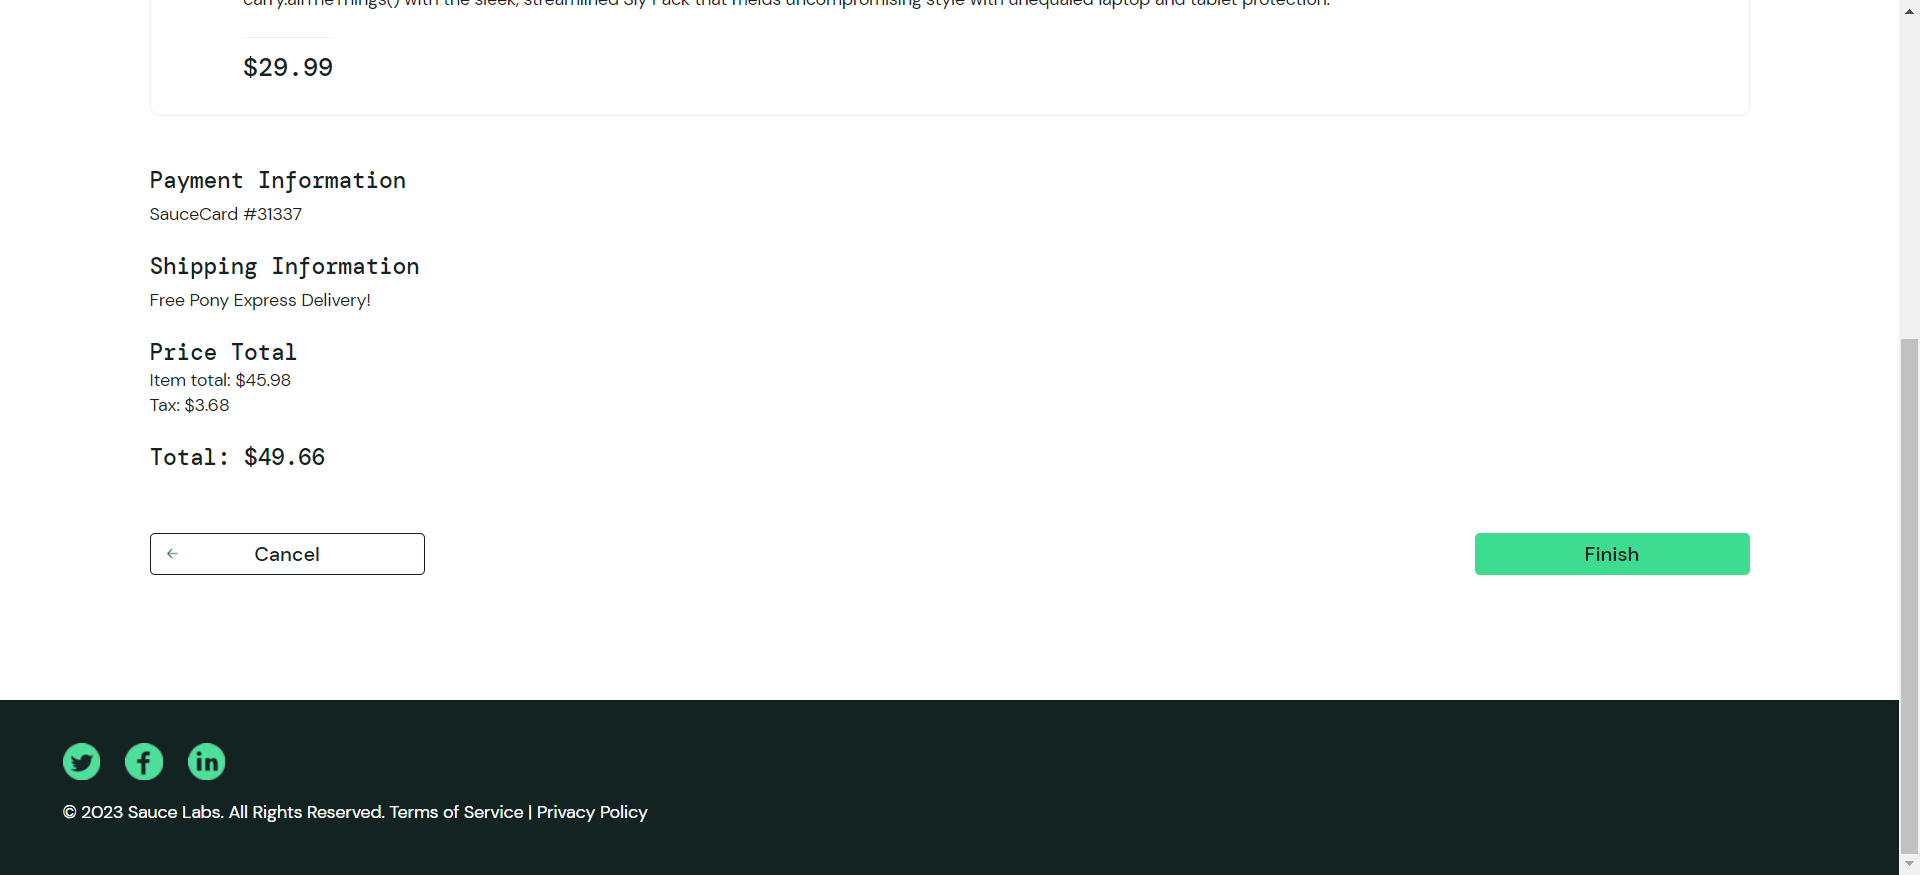 carry.allTheThings() with the sleek, streamlined Sly Pack that melds uncompromising style with unequaled laptop and tablet protection.
$29.99
Payment Information
SauceCard #31337
Shipping Information
Free Pony Express Delivery!
Price Total
Item total: $45.98
Tax: $3.68
Total: $49.66
Cancel
Finish
© 2023 Sauce Labs. All Rights Reserved. Terms of Service | Privacy Policy